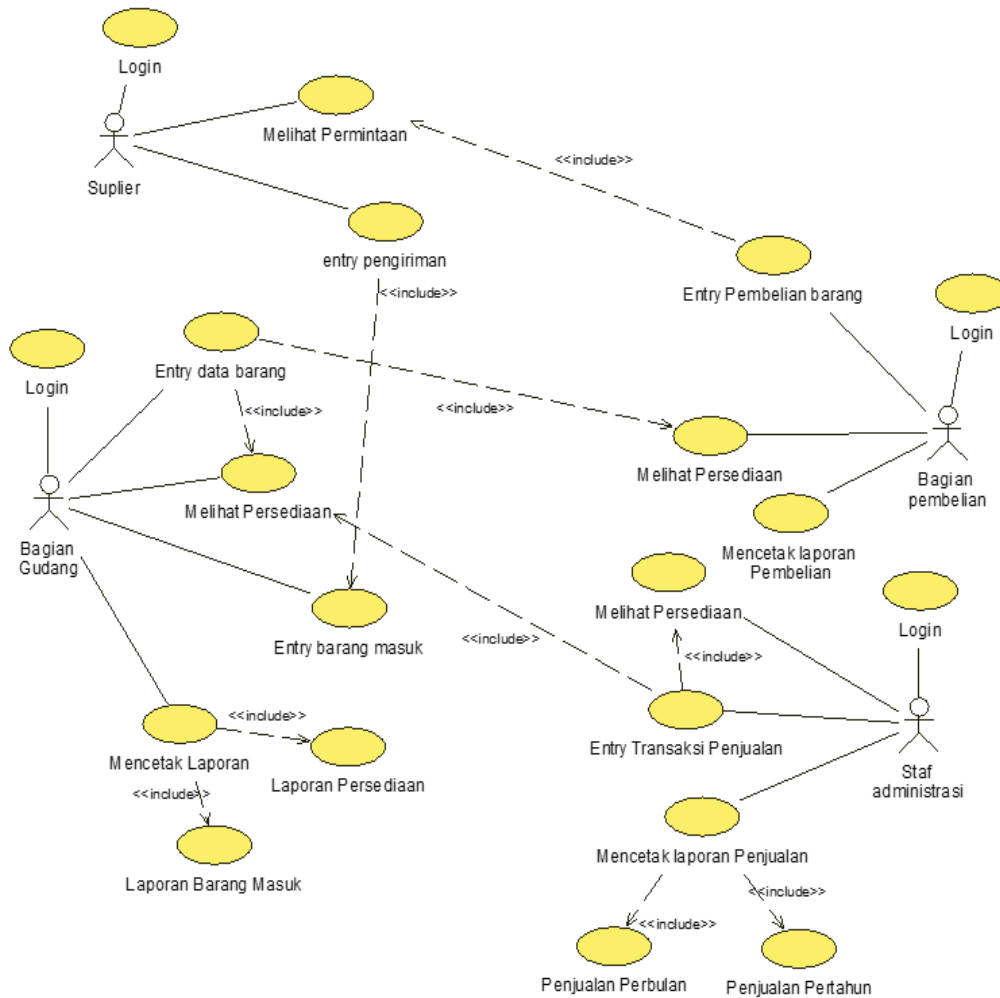 Login
Melihat Permintaan
Suplier
<<include>>
entry pengiriman
<<include>>
Entry Pembelian barang
Login
Login
Entry data barang
<<include>>
<<include>>
Melihat Persediaan
Bagian
pembelian
Melihat Persediaan
Bagian
Gudang
Mencetak laporan
Pembelian
Melihat Persediaan
Login
Entry barang masuk
<<include>>
<<include>>
<<include>>
Entry Transaksi Penjualan
Mencetak Laporan
Staf
administrasi
Laporan Persediaan
<<include>>
Mencetak laporan Penjualan
Laporan Barang Masuk
<<include>>
<<include>>
Penjualan Perbulan
Penjualan Pertahun